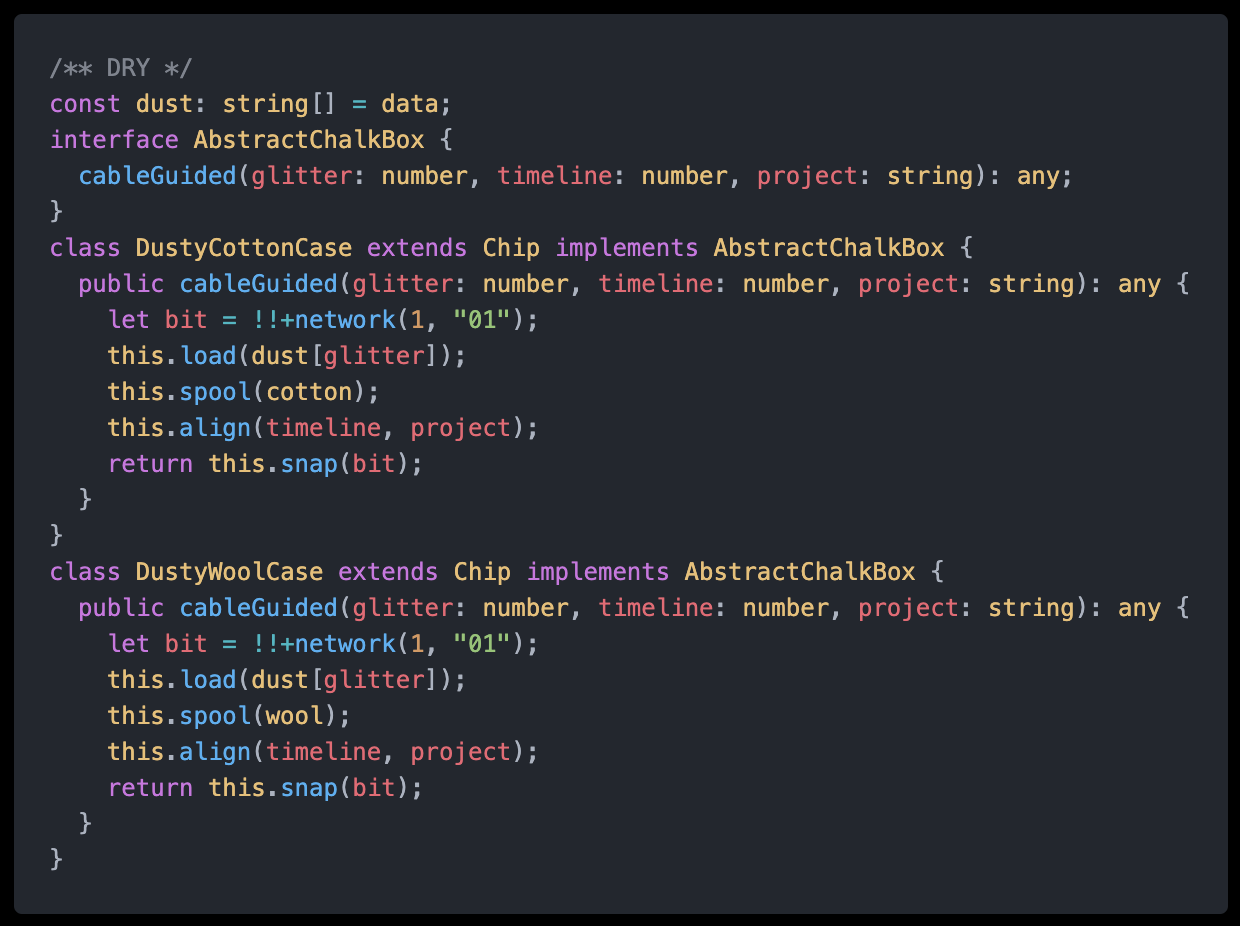 /** DRY */
const dust: string[] = data;
interface AbstractChalkBox {
  cableGuided(glitter: number, timeline: number, project: string): any;
}
class DustyCottonCase extends Chip implements AbstractChalkBox {
  public cableGuided(glitter: number, timeline: number, project: string): any {
    let bit = !!+network(1, "01");
    this.load(dust[glitter]);
    this.spool(cotton);
    this.align(timeline, project);
    return this.snap(bit);
  }
}
class DustyWoolCase extends Chip implements AbstractChalkBox {
  public cableGuided(glitter: number, timeline: number, project: string): any {
    let bit = !!+network(1, "01");
    this.load(dust[glitter]);
    this.spool(wool);
    this.align(timeline, project);
    return this.snap(bit);
  }
}